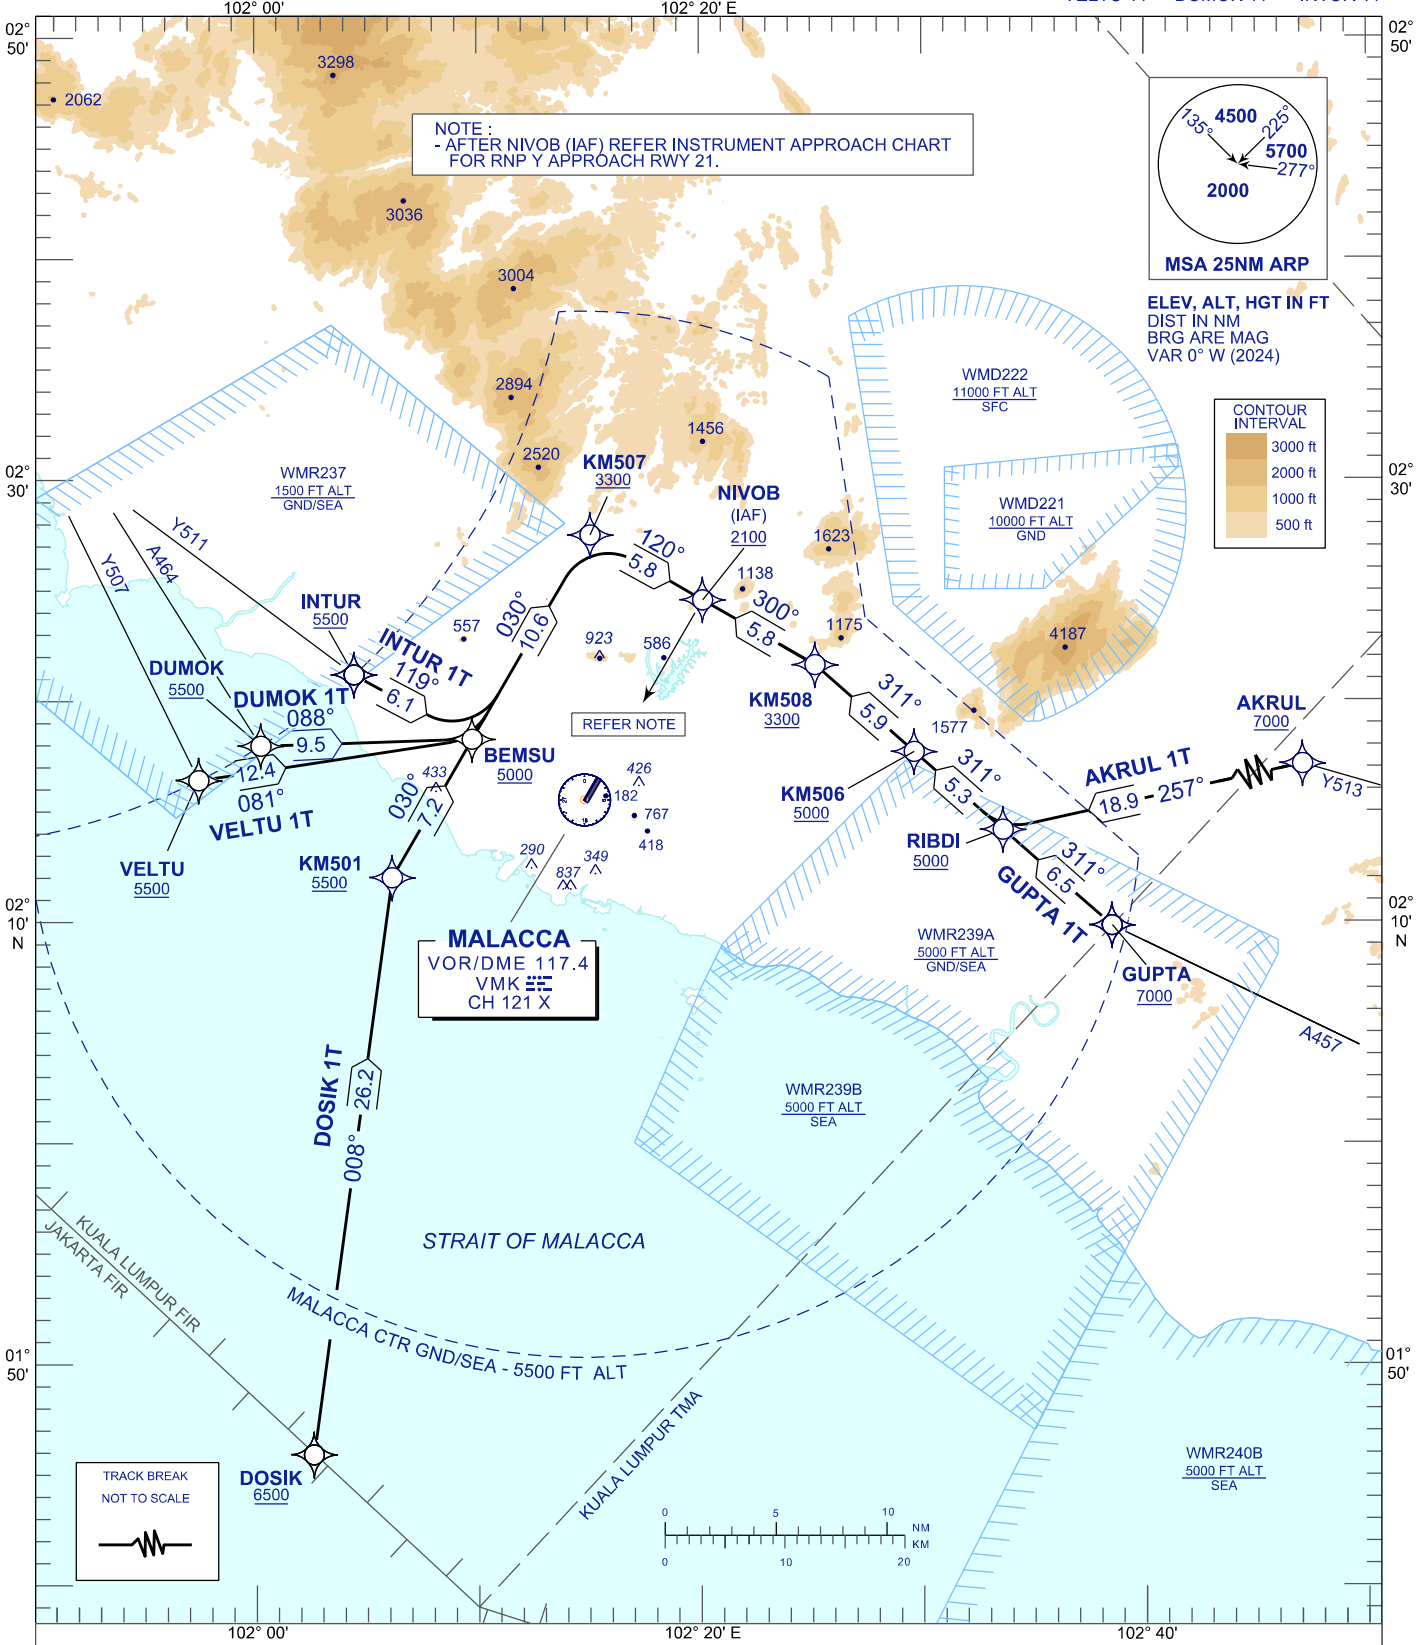 102° 00'
102° 20' E
02°
50'
02°
50'
3298
2062
NOTE :
- AFTER NIVOB (IAF) REFER INSTRUMENT APPROACH CHART
FOR RNP Y APPROACH RWY 21.
4500
135°
225°
5700
277°
2000
MSA 25NM ARP
3036
3004
ELEV, ALT, HGT IN FT
DIST IN NM
BRG ARE MAG
VAR 0° W (2024)
WMD222
11000 FT ALT
SFC
2894
CONTOUR
INTERVAL
3000 ft
2000 ft
1000 ft
500 ft
1456
2520
KM507
3300
02°
30'
02°
30'
WMR237
1500 FT ALT
GND/SEA
NIVOB
(IAF)
2100
WMD221
10000 FT ALT
GND
Y511
A464
Y507
120°
5.8
1623
1138
300°
5.8
INTUR
5500
030°
10.6
557
923
586
1175
4187
INTUR 1T
119°
6.1
DUMOK
5500
DUMOK 1T
088°
9.5
KM508
3300
311°
5.9
REFER NOTE
1577
AKRUL
7000
BEMSU
5000
12.4
081°
VELTU 1T
433
426
182
767
418
KM506
5000
311°
5.3
AKRUL 1T
18.9 - 257°
Y513
030°
7.2
VELTU
5500
KM501
5500
290
837
349
RIBDI
5000
311°
6.5
GUPTA 1T
02°
10'
N
02°
10'
N
MALACCA
VOR/DME 117.4
VMK
CH 121 X
WMR239A
5000 FT ALT
GND/SEA
GUPTA
7000
A457
DOSIK 1T
26.2
008°
WMR239B
5000 FT ALT
SEA
KUALA LUMPUR FIR
JAKARTA FIR
STRAIT OF MALACCA
MALACCA CTR GND/SEA - 5500 FT ALT
01°
50'
01°
50'
KUALA LUMPUR TMA
TRACK BREAK
NOT TO SCALE
DOSIK
6500
WMR240B
5000 FT ALT
SEA
0 5 10 NM
KM
0 10 20
102° 00'
102° 20' E
102° 40'